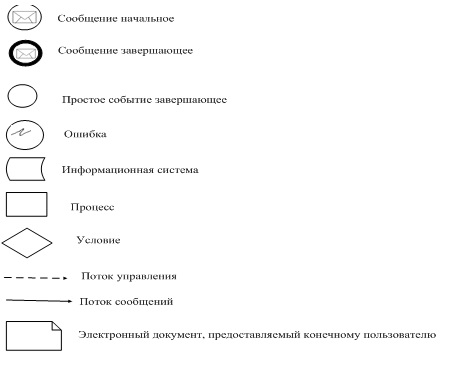 Сообщение начальное
Сообщение завершающее
Простое событие завершающее
Ошибка
Информационная система
Процесс
Условие
Поток управления
Поток сообщений
Электронный документ, предоставляемый конечному пользователю